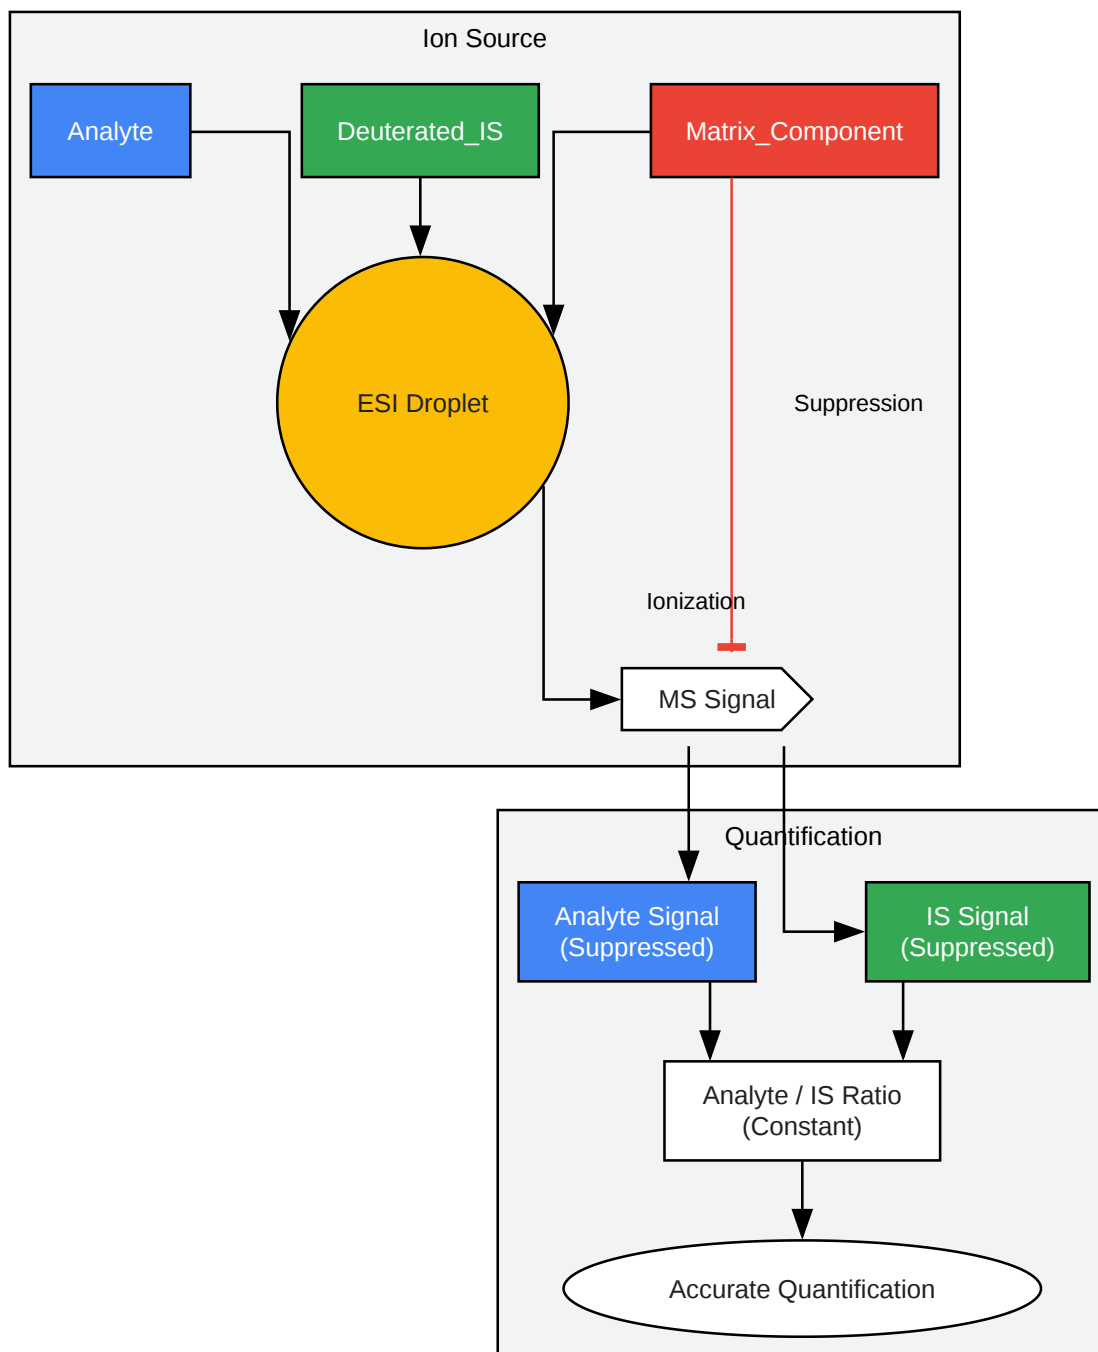 Ion Source
Analyte
Deuterated_IS
Matrix_Component
ESI Droplet
Suppression
Ionization
MS Signal
Quantification
Analyte Signal
(Suppressed)
IS Signal
(Suppressed)
Analyte / IS Ratio
(Constant)
Accurate Quantification